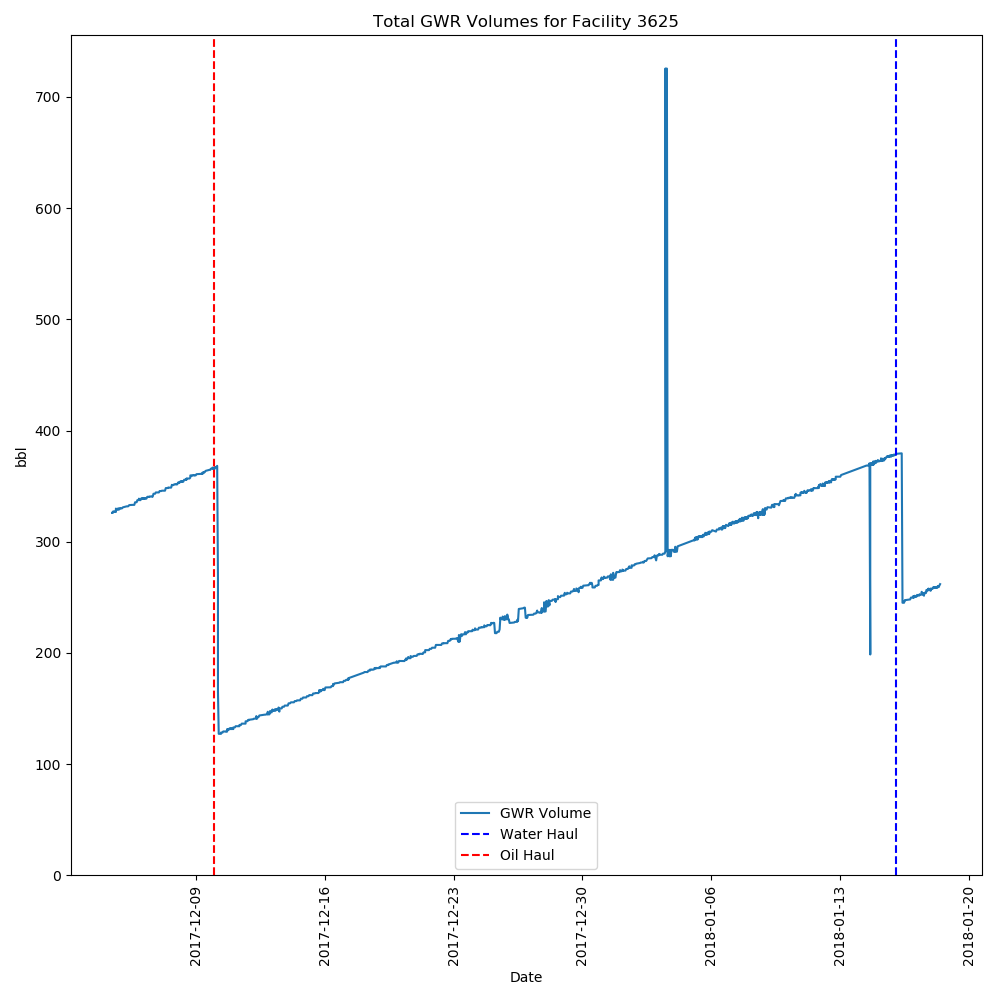 Total GWR Volumes for Facility 3625
bbl
700
600
500
400
300
200
100
0
GWR Volume
Water Haul
Oil Haul
2017-12-09
2017-12-16
2017-12-23
2017-12-30
2018-01-06
2018-01-13
2018-01-20
Date